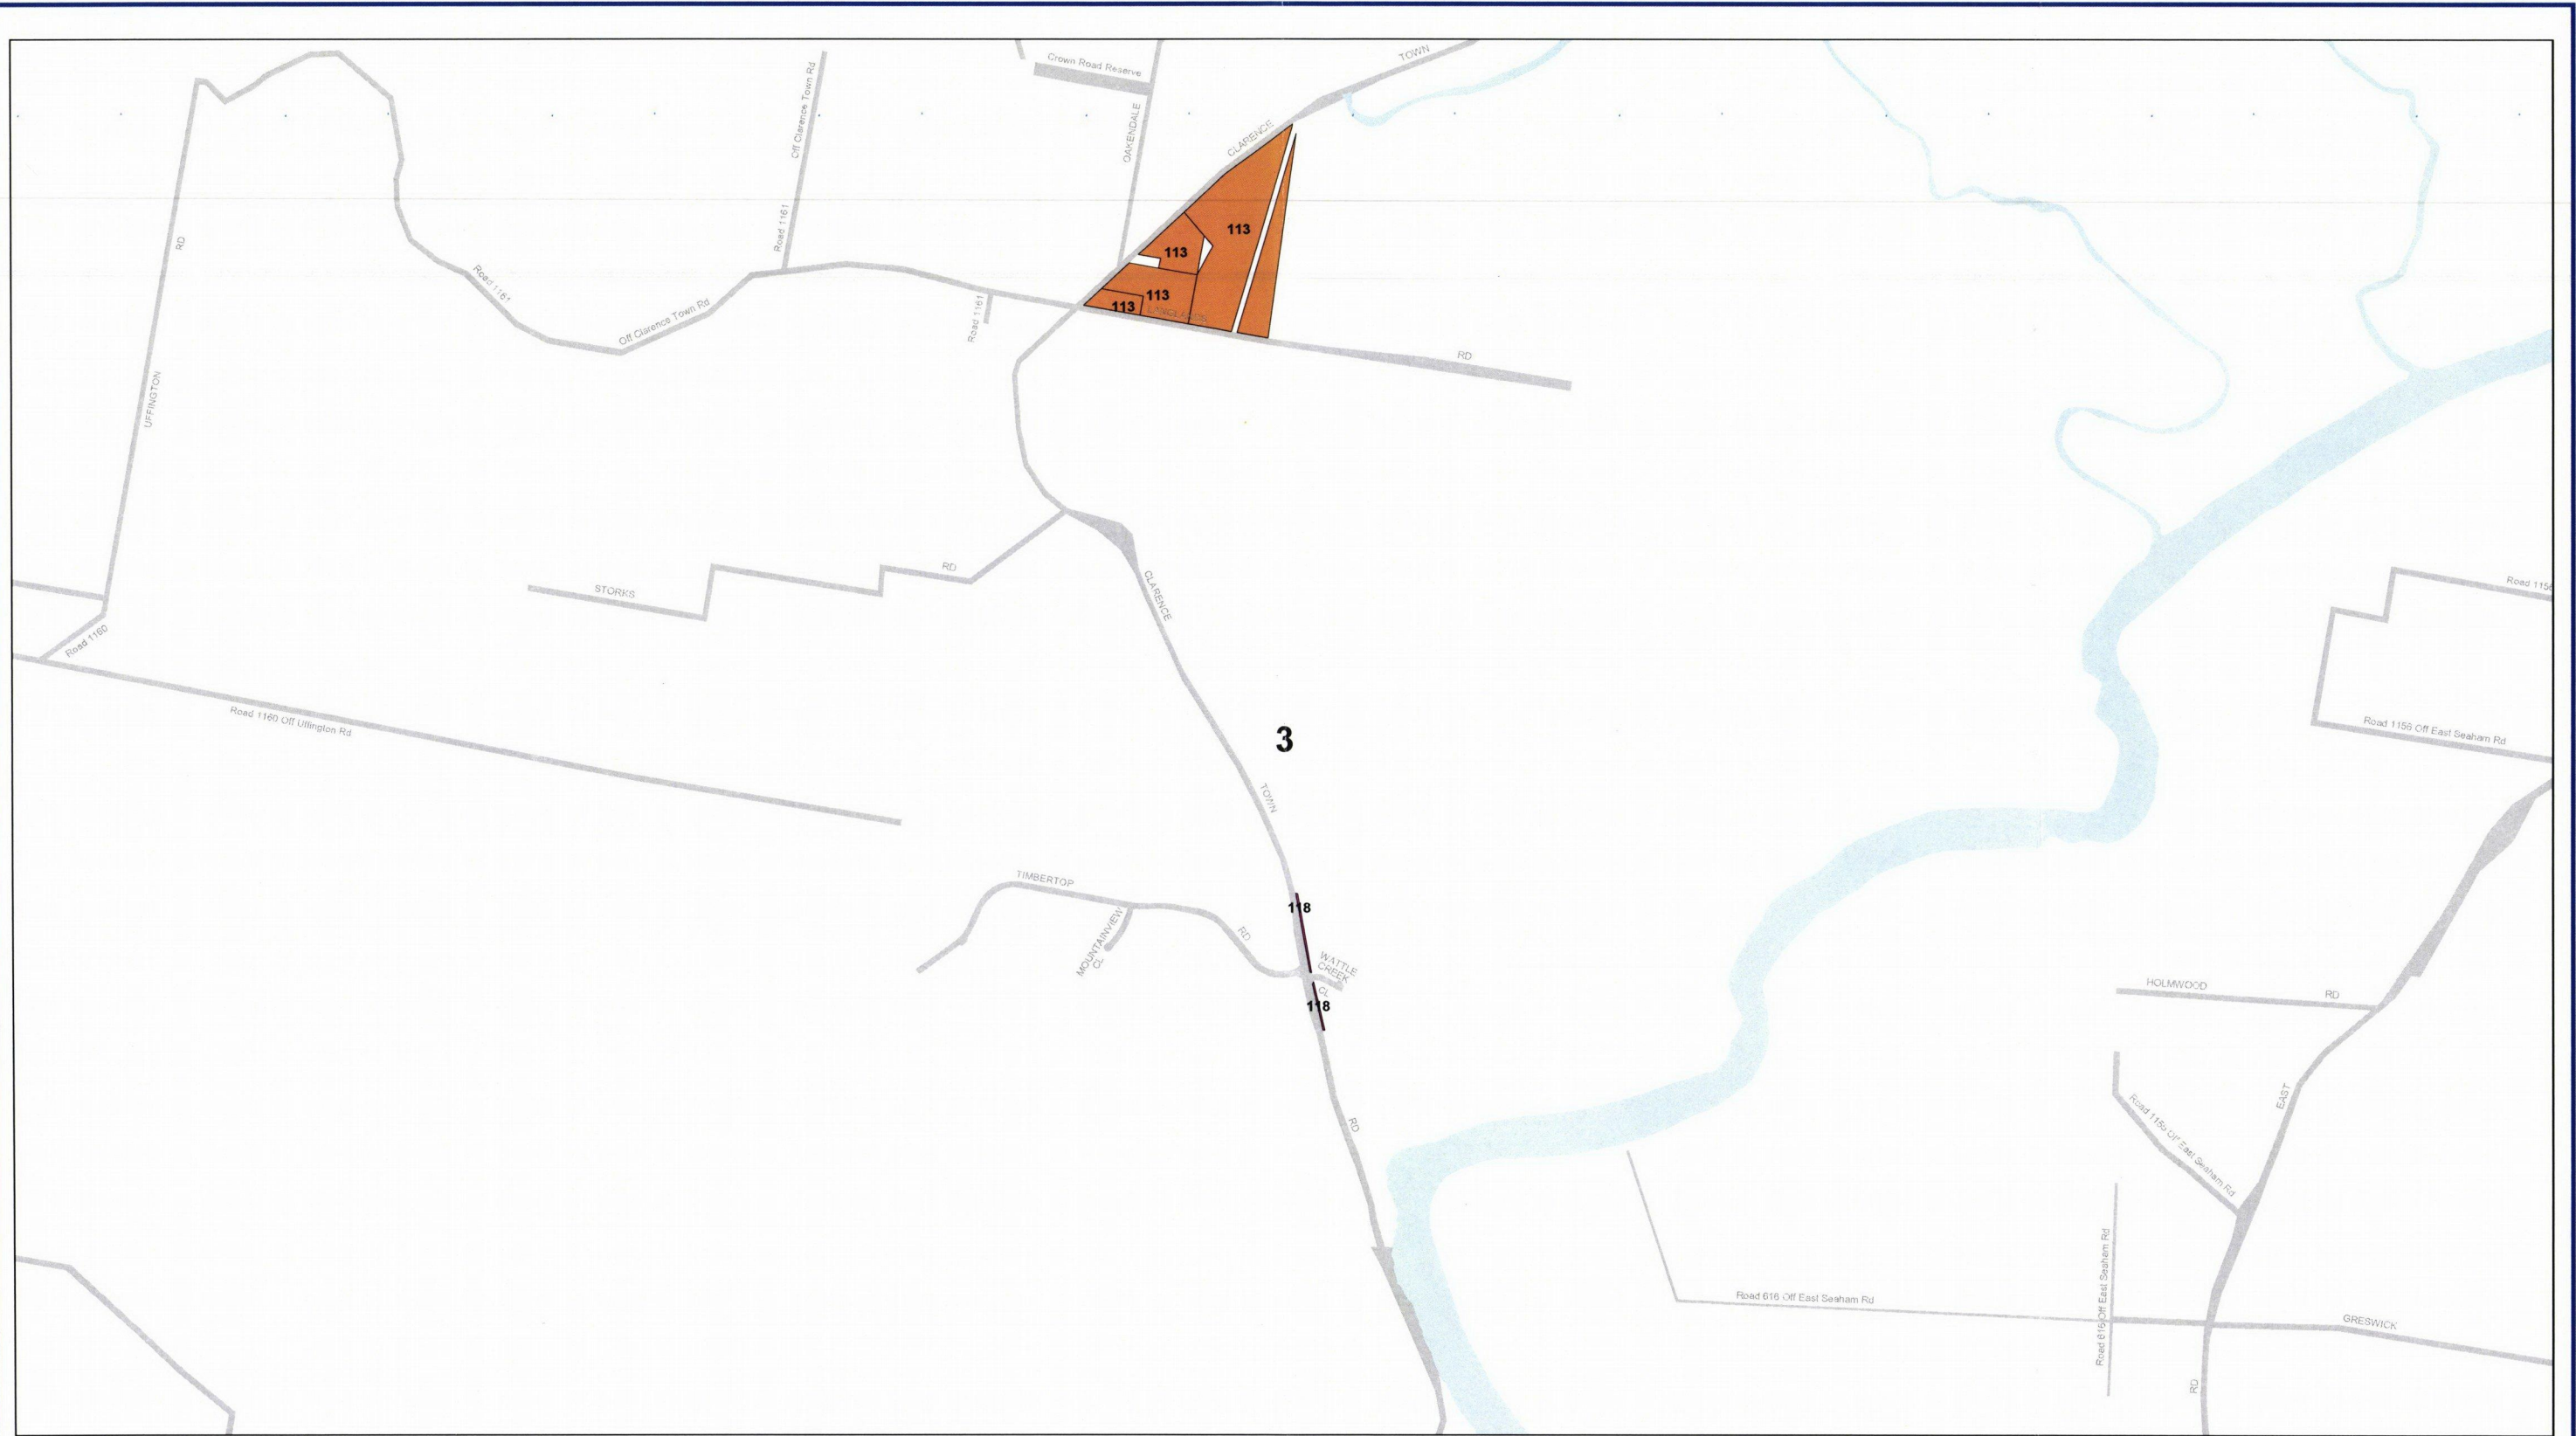 TOWN
Crown Road Reserve
Off Clarence Town Rd
OAKENDALE
CLARENCE
Road 1161
RD
113
113
Road 1161
113
113
Road 1161
Off Clarence Town Rd
RD
UFFINGTON
RD
STORKS
CLARENCE
Road 1160
Road 1156
Road 1160 Off Uffington Rd
3
Road 1156 Off East Seaham Rd
TOWN
TIMBERTOP
118
RD
MOUNTAINVIEW
CL
WATTLE
CREEK
CL
118
HOLMWOOD
RD
EAST
RD
Road 1155 Off East Seaham Rd
Road 616 Off East Seaham Rd
Road 616 Off East Seaham Rd
GRESWICK
RD